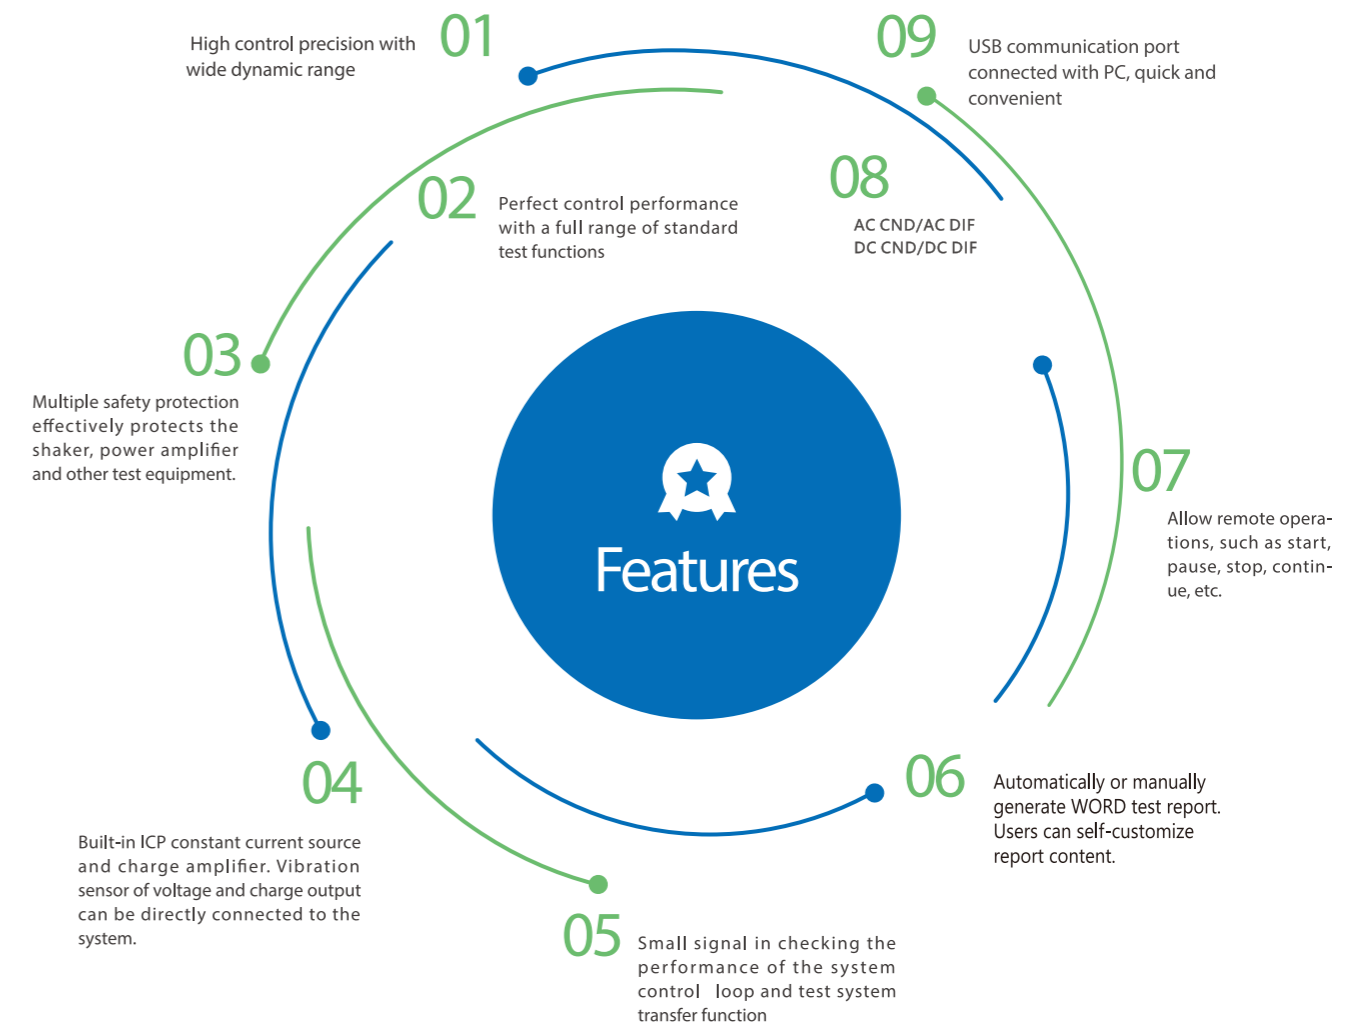 01
High control precision with
wide dynamic range
02
Perfect control performance
with a full range of standard
test functions
03
Multiple safety protection
effectively protects the
shaker, power amplifier
and other test equipment.
04
Built-in ICP constant current source
and charge amplifier. Vibration
sensor of voltage and charge output
can be directly connected to the
system.
05
Small signal in checking the
performance of the system
control loop and test system
transfer function
06
Automatically or manually
generate WORD test report.
Users can self-customize
report content.
07
Allow remote opera-
tions, such as start,
pause, stop, contin-
ue, etc.
08
AC CND/AC DIF
DC CND/DC DIF
09
USB communication port
connected with PC, quick and
convenient
Features